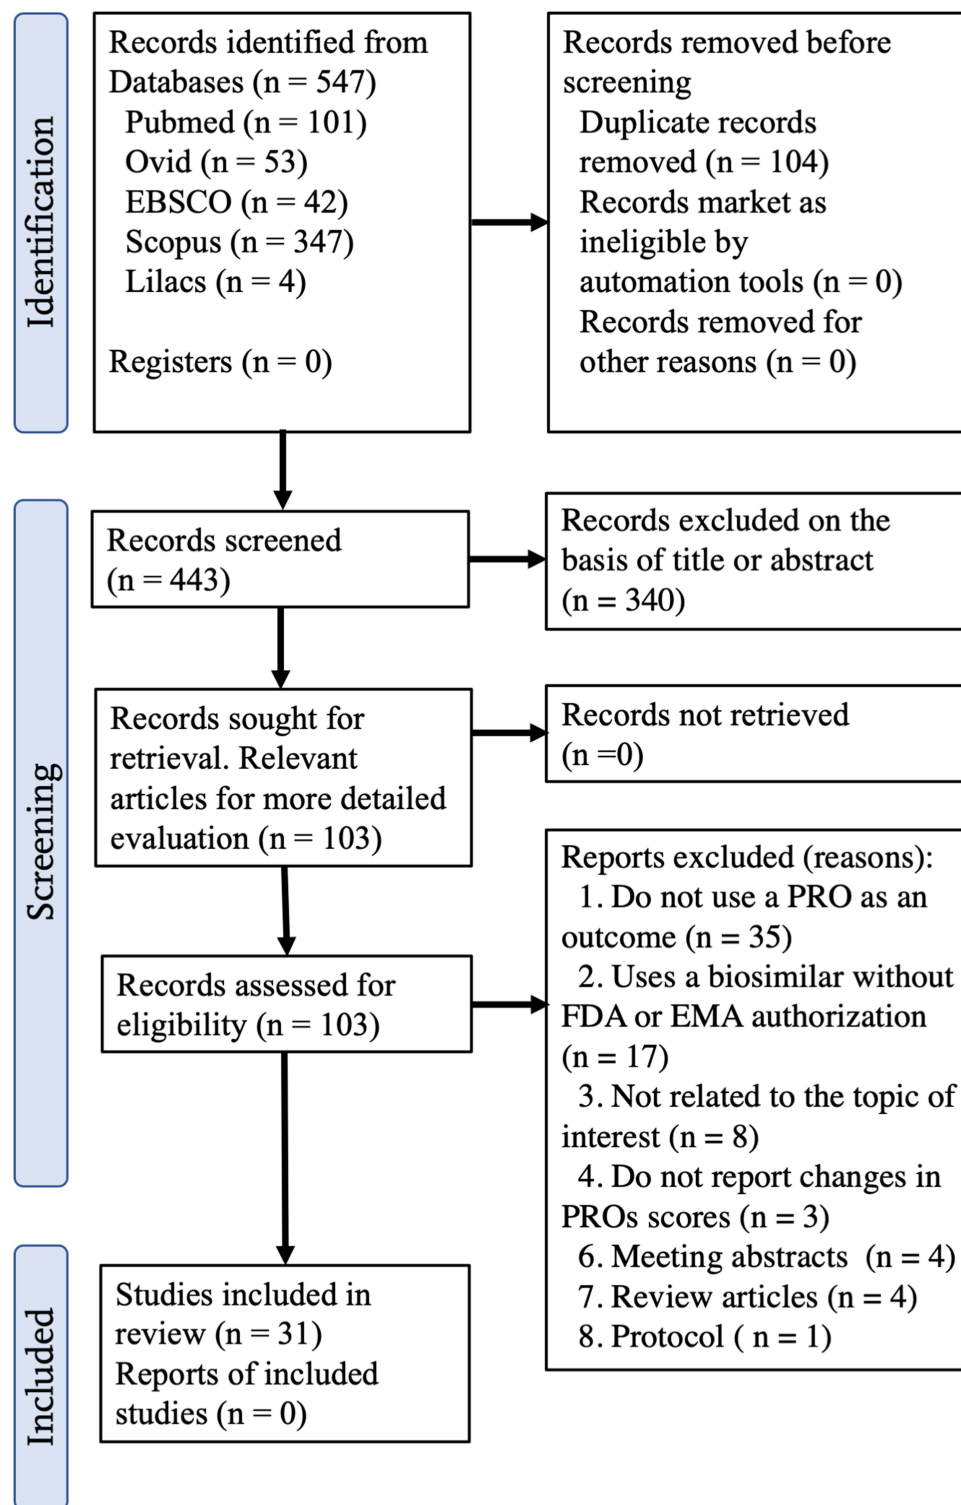 Identification
Records identified from
Databases (n = 547)
Pubmed (n = 101)
Ovid (n = 53)
EBSCO (n = 42)
Scopus (n = 347)
Lilacs (n = 4)
Registers (n = 0)
Records removed before
screening
Duplicate records
removed (n = 104)
Records market as
ineligible by
automation tools (n = 0)
Records removed for
other reasons (n = 0)
Screening
Records screened
(n = 443)
Records excluded on the
basis of title or abstract
(n = 340)
Records sought for
retrieval. Relevant
articles for more detailed
evaluation (n = 103)
Records not retrieved
(n =0)
Records assessed for
eligibility (n = 103)
Reports excluded (reasons):
1. Do not use a PRO as an
outcome (n = 35)
2. Uses a biosimilar without
FDA or EMA authorization
(n = 17)
3. Not related to the topic of
interest (n = 8)
4. Do not report changes in
PROs scores (n = 3)
6. Meeting abstracts  (n = 4)
7. Review articles (n = 4)
8. Protocol ( n = 1)
Included
Studies included in
review (n = 31)
Reports of included
studies (n = 0)